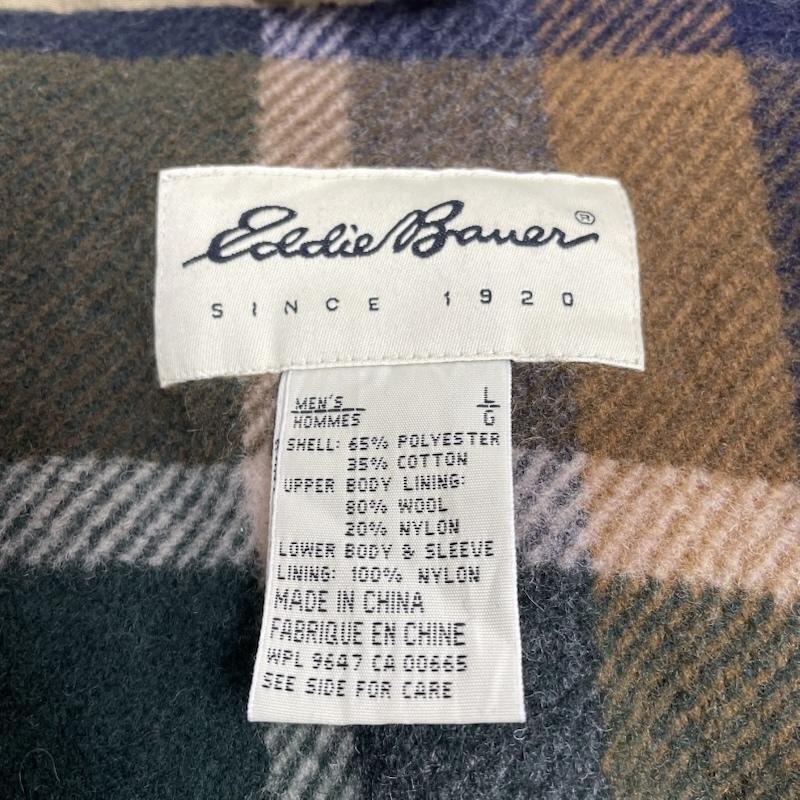 Eddie Bauer®
SINCE 1920
MEN'S L
HOMMES G
SHELL: 65% POLYESTER
35% COTTON
UPPER BODY LINING:
80% WOOL
20% NYLON
LOWER BODY & SLEEVE
LINING: 100% NYLON
MADE IN CHINA
FABRIQUE EN CHINE
WPL 9647 CA 00665
SEE SIDE FOR CARE